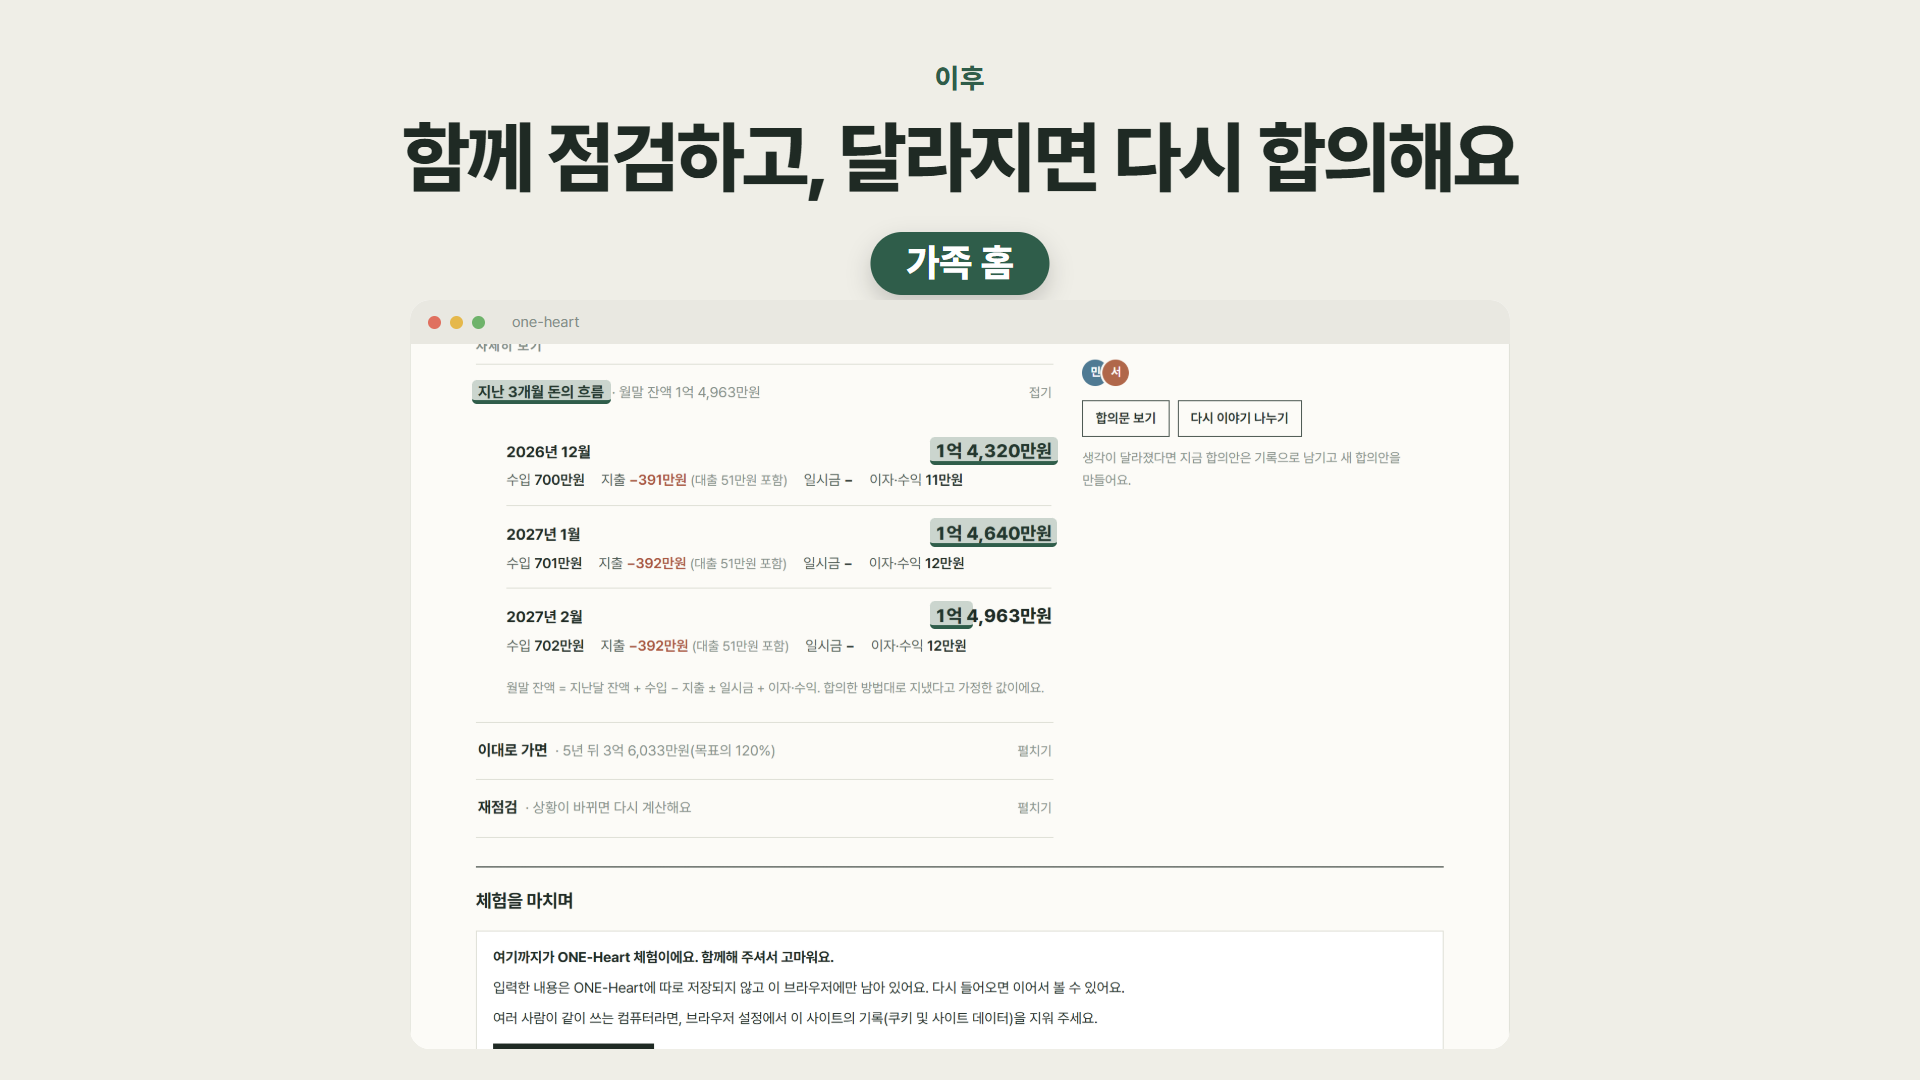 이후
함께 점검하고, 달라지면 다시 합의해요
가족 홈
one-heart
자세히 보기
지난 3개월 돈의 흐름 · 월말 잔액 1억 4,963만원 접기
2026년 12월 1억 4,320만원
수입 700만원 지출 −391만원 (대출 51만원 포함) 일시금 – 이자·수익 11만원
2027년 1월 1억 4,640만원
수입 701만원 지출 −392만원 (대출 51만원 포함) 일시금 – 이자·수익 12만원
2027년 2월 1억 4,963만원
수입 702만원 지출 −392만원 (대출 51만원 포함) 일시금 – 이자·수익 12만원
월말 잔액 = 지난달 잔액 + 수입 − 지출 ± 일시금 + 이자·수익. 합의한 방법대로 지냈다고 가정한 값이에요.
이대로 가면 · 5년 뒤 3억 6,033만원(목표의 120%) 펼치기
재점검 · 상황이 바뀌면 다시 계산해요 펼치기
민 서
합의문 보기 다시 이야기 나누기
생각이 달라졌다면 지금 합의안은 기록으로 남기고 새 합의안을
만들어요.
체험을 마치며
여기까지가 ONE-Heart 체험이에요. 함께해 주셔서 고마워요.
입력한 내용은 ONE-Heart에 따로 저장되지 않고 이 브라우저에만 남아 있어요. 다시 들어오면 이어서 볼 수 있어요.
여러 사람이 같이 쓰는 컴퓨터라면, 브라우저 설정에서 이 사이트의 기록(쿠키 및 사이트 데이터)을 지워 주세요.